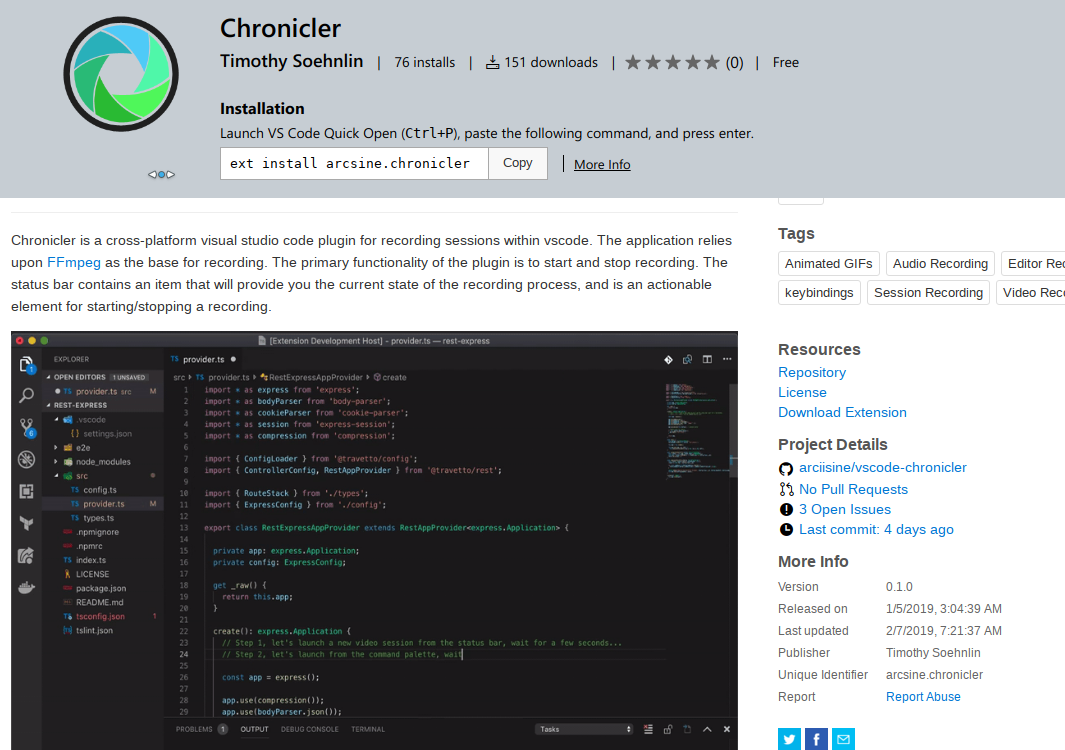 Chronicler
Timothy Soehnlin | 76 installs | 151 downloads | (0) | Free
Installation
Launch VS Code Quick Open (Ctrl+P), paste the following command, and press enter.
ext install arcsine.chronicler
Copy
More Info
Chronicler is a cross-platform visual studio code plugin for recording sessions within vscode. The application relies
upon FFmpeg as the base for recording. The primary functionality of the plugin is to start and stop recording. The
status bar contains an item that will provide you the current state of the recording process, and is an actionable
element for starting/stopping a recording.
[Extension Development Host] - provider.ts — rest-express
EXPLORER
OPEN EDITORS 1 UNSAVED
TS provider.ts src M
REST-EXPRESS
.vscode
{ } settings.json
e2e
node_modules
src
TS config.ts
TS provider.ts M
TS types.ts
.npmignore
.npmrc
TS index.ts
LICENSE
package.json
README.md
tsconfig.json 1
tslint.json
1
6
TS provider.ts
src TS provider.ts RestExpressAppProvider create
1 import * as express from 'express';
2 import * as bodyParser from 'body-parser';
3 import * as cookieParser from 'cookie-parser';
4 import * as session from 'express-session';
5 import * as compression from 'compression';
6
7 import { ConfigLoader } from '@travetto/config';
8 import { ControllerConfig, RestAppProvider } from '@travetto/rest';
9
10 import { RouteStack } from './types';
11 import { ExpressConfig } from './config';
12
13 export class RestExpressAppProvider extends RestAppProvider<express.Application> {
14
15 private app: express.Application;
16 private config: ExpressConfig;
17
18 get _raw() {
19 return this.app;
20 }
21
22 create(): express.Application {
23 // Step 1, let's launch a new video session from the status bar, wait for a few seconds...
24 // Step 2, let's launch from the command palette, wait
25
26 const app = express();
27
28 app.use(compression());
29 app.use(bodyParser.json());
PROBLEMS 1 OUTPUT DEBUG CONSOLE TERMINAL
Tasks
Tags
Animated GIFs
Audio Recording
Editor Rec
keybindings
Session Recording
Video Reco
Resources
Repository
License
Download Extension
Project Details
arciisine/vscode-chronicler
No Pull Requests
3 Open Issues
Last commit: 4 days ago
More Info
Version 0.1.0
Released on 1/5/2019, 3:04:39 AM
Last updated 2/7/2019, 7:21:37 AM
Publisher Timothy Soehnlin
Unique Identifier arcsine.chronicler
Report Report Abuse